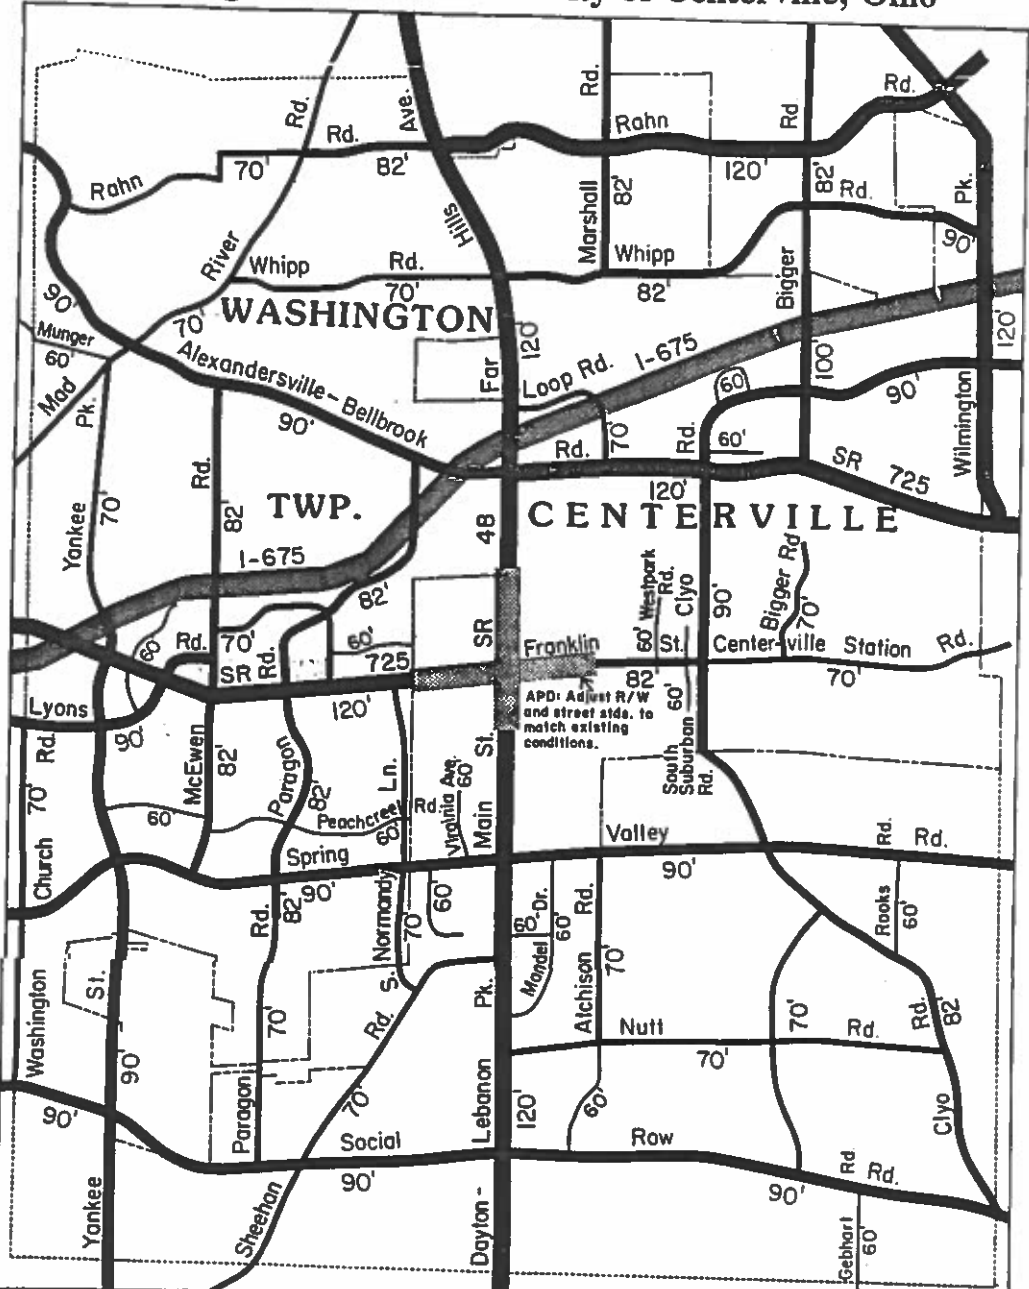 Centerville, Ohio
Rd.
Ave.
Rd.
Rd
Rd.
Rd.
Rahn
70'
82'
Rahn
120'
82'
Rd.
Pk.
Marshall
82'
Hills
90'
River
Whipp
Rd.
70'
Whipp
82'
Bigger
90'
70'
WASHINGTON
120'
120'
Munger
60'
Mad
Pk.
Alexandersville-Bellbrook
90'
Far
Loop Rd.
I-675
60'
100'
90'
Wilmington
Rd.
70'
Rd.
60'
SR
725
Rd.
120'
Yankee
70'
82'
TWP.
4B
CENTERVILLE
I-675
82'
Westpark
Rd.
Clyo
90'
Bigger Rd
70'
60'
Rd.
70'
SR
Rd.
60'
725
SR
Franklin
60'
St.
82'
Centerville Station
Rd.
70'
APD: Adjust R/W
and street stds. to
match existing
conditions.
60'
South
Suburban
Rd.
Lyons
Rd.
90'
120'
McEwen
82'
Paragon
82'
Ln.
St.
70'
60'
Peachcreek
Rd.
60'
Virginia Ave.
60'
Main
Church
Spring
90'
Valley
90'
Rd.
Rd.
Rd.
82'
S. Normandy
70'
60'
60'
Dr.
60'
Mandel
Rd.
Atchison
70'
Rooks
60'
Washington
St.
90'
70'
Rd.
Pk.
Nutt
70'
70'
Rd.
Rd.
82'
90'
Paragon
70'
Lebanon
120'
60'
Clyo
Social
90'
Row
90'
Rd.
Rd.
Yankee
Sheehan
Dayton-
Gebhart
60'